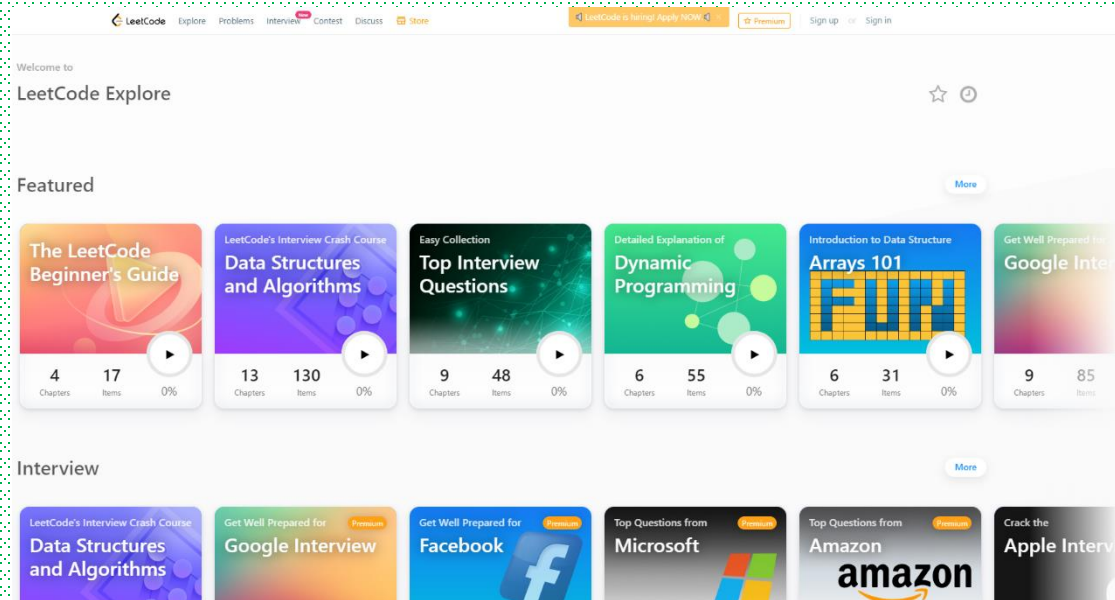 LeetCode Explore Problems Interview New Contest Discuss Store LeetCode is hiring! Apply NOW Premium Sign up or Sign in
Welcome to
LeetCode Explore
Featured More
The LeetCode
Beginner's Guide
4 17
Chapters Items 0%
LeetCode's Interview Crash Course
Data Structures
and Algorithms
13 130
Chapters Items 0%
Easy Collection
Top Interview
Questions
9 48
Chapters Items 0%
Detailed Explanation of
Dynamic
Programming
6 55
Chapters Items 0%
Introduction to Data Structure
Arrays 101
FUN
6 31
Chapters Items 0%
Get Well Prepared for
Google Inter
9 85
Chapters Items
Interview More
LeetCode's Interview Crash Course
Data Structures
and Algorithms
Get Well Prepared for Premium
Google Interview
Get Well Prepared for Premium
Facebook
f
Top Questions from Premium
Microsoft
Top Questions from Premium
Amazon
amazon
Crack the
Apple Interv